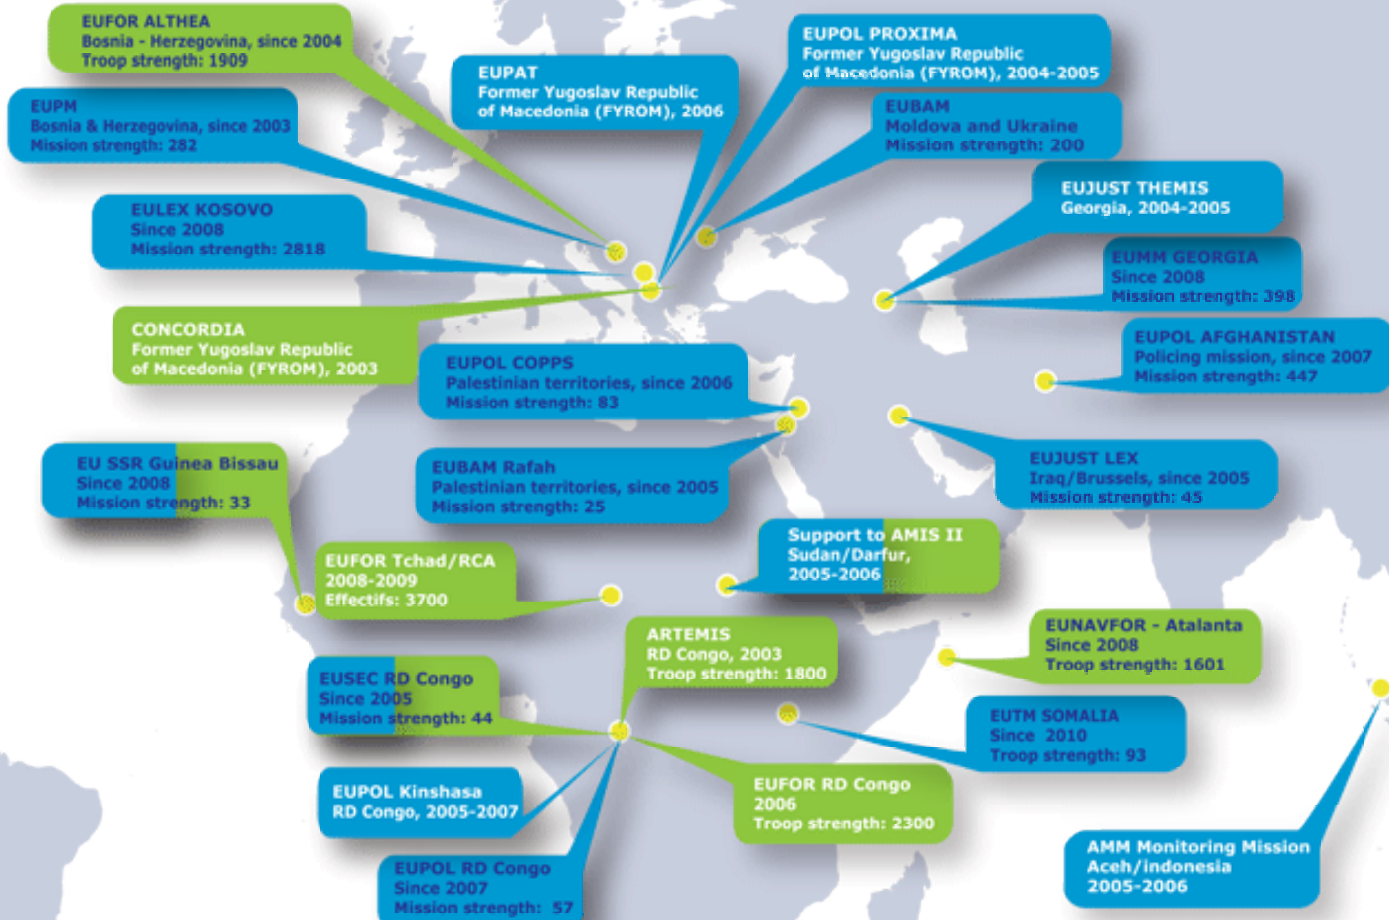 EUFOR ALTHEA
Bosnia - Herzegovina, since 2004
Troop strength: 1909
EUPAT
Former Yugoslav Republic
of Macedonia (FYROM), 2006
EUPOL PROXIMA
Former Yugoslav Republic
of Macedonia (FYROM), 2004-2005
EUPM
Bosnia & Herzegovina, since 2003
Mission strength: 282
EUBAM
Moldova and Ukraine
Mission strength: 200
EULEX KOSOVO
Since 2008
Mission strength: 2818
EUJUST THEMIS
Georgia, 2004-2005
EUMM GEORGIA
Since 2008
Mission strength: 398
CONCORDIA
Former Yugoslav Republic
of Macedonia (FYROM), 2003
EUPOL COPPS
Palestinian territories, since 2006
Mission strength: 83
EUPOL AFGHANISTAN
Policing mission, since 2007
Mission strength: 447
EU SSR Guinea Bissau
Since 2008
Mission strength: 33
EUBAM Rafah
Palestinian territories, since 2005
Mission strength: 25
EUJUST LEX
Iraq/Brussels, since 2005
Mission strength: 45
EUFOR Tchad/RCA
2008-2009
Effectifs: 3700
Support to AMIS II
Sudan/Darfur,
2005-2006
ARTEMIS
RD Congo, 2003
Troop strength: 1800
EUNAVFOR - Atalanta
Since 2008
Troop strength: 1601
EUSEC RD Congo
Since 2005
Mission strength: 44
EUTM SOMALIA
Since 2010
Troop strength: 93
EUPOL Kinshasa
RD Congo, 2005-2007
EUFOR RD Congo
2006
Troop strength: 2300
EUPOL RD Congo
Since 2007
Mission strength: 57
AMM Monitoring Mission
Aceh/indonesia
2005-2006